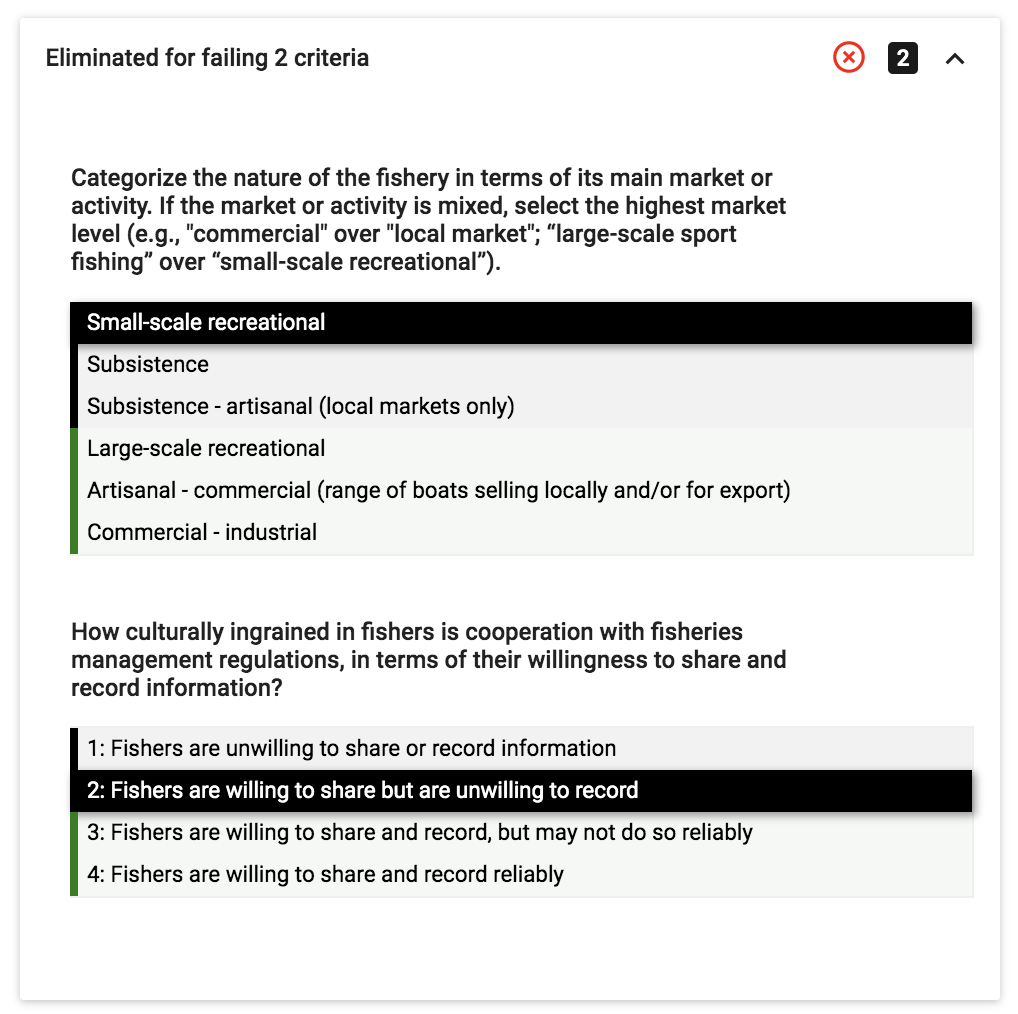 Eliminated for failing 2 criteria
2
Categorize the nature of the fishery in terms of its main market or
activity. If the market or activity is mixed, select the highest market
level (e.g., "commercial" over "local market"; “large-scale sport
fishing” over “small-scale recreational”).
Small-scale recreational
Subsistence
Subsistence - artisanal (local markets only)
Large-scale recreational
Artisanal - commercial (range of boats selling locally and/or for export)
Commercial - industrial
How culturally ingrained in fishers is cooperation with fisheries
management regulations, in terms of their willingness to share and
record information?
1: Fishers are unwilling to share or record information
2: Fishers are willing to share but are unwilling to record
3: Fishers are willing to share and record, but may not do so reliably
4: Fishers are willing to share and record reliably